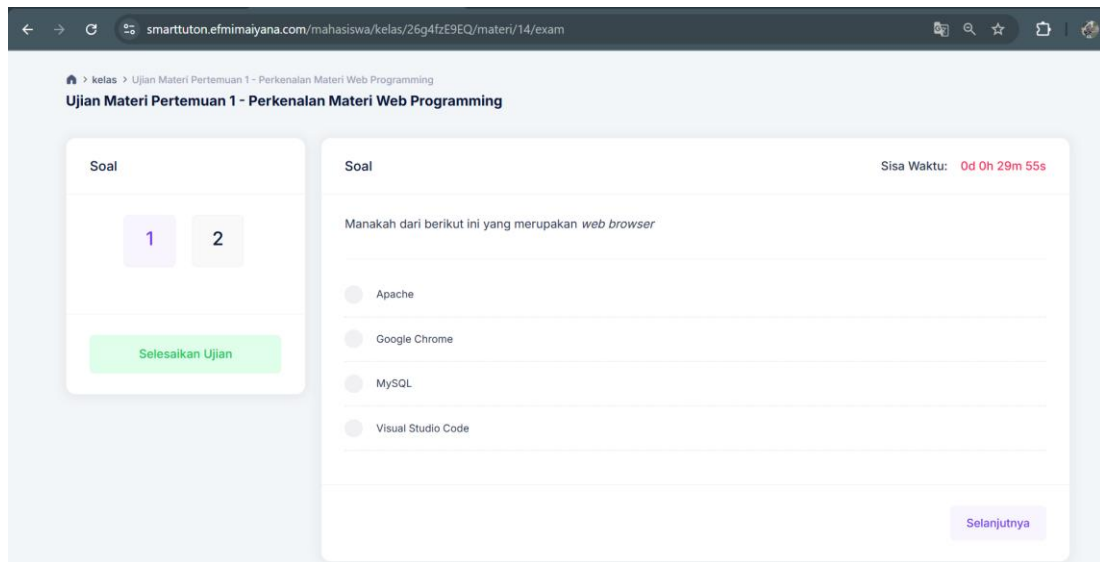 smarttuton.efmimaiyana.com/mahasiswa/kelas/26g4fzE9EQ/materi/14/exam
kelas > Ujian Materi Pertemuan 1 - Perkenalan Materi Web Programming
Ujian Materi Pertemuan 1 - Perkenalan Materi Web Programming
Soal
1 2
Selesaikan Ujian
Soal
Sisa Waktu: 0d 0h 29m 55s
Manakah dari berikut ini yang merupakan web browser
Apache
Google Chrome
MySQL
Visual Studio Code
Selanjutnya